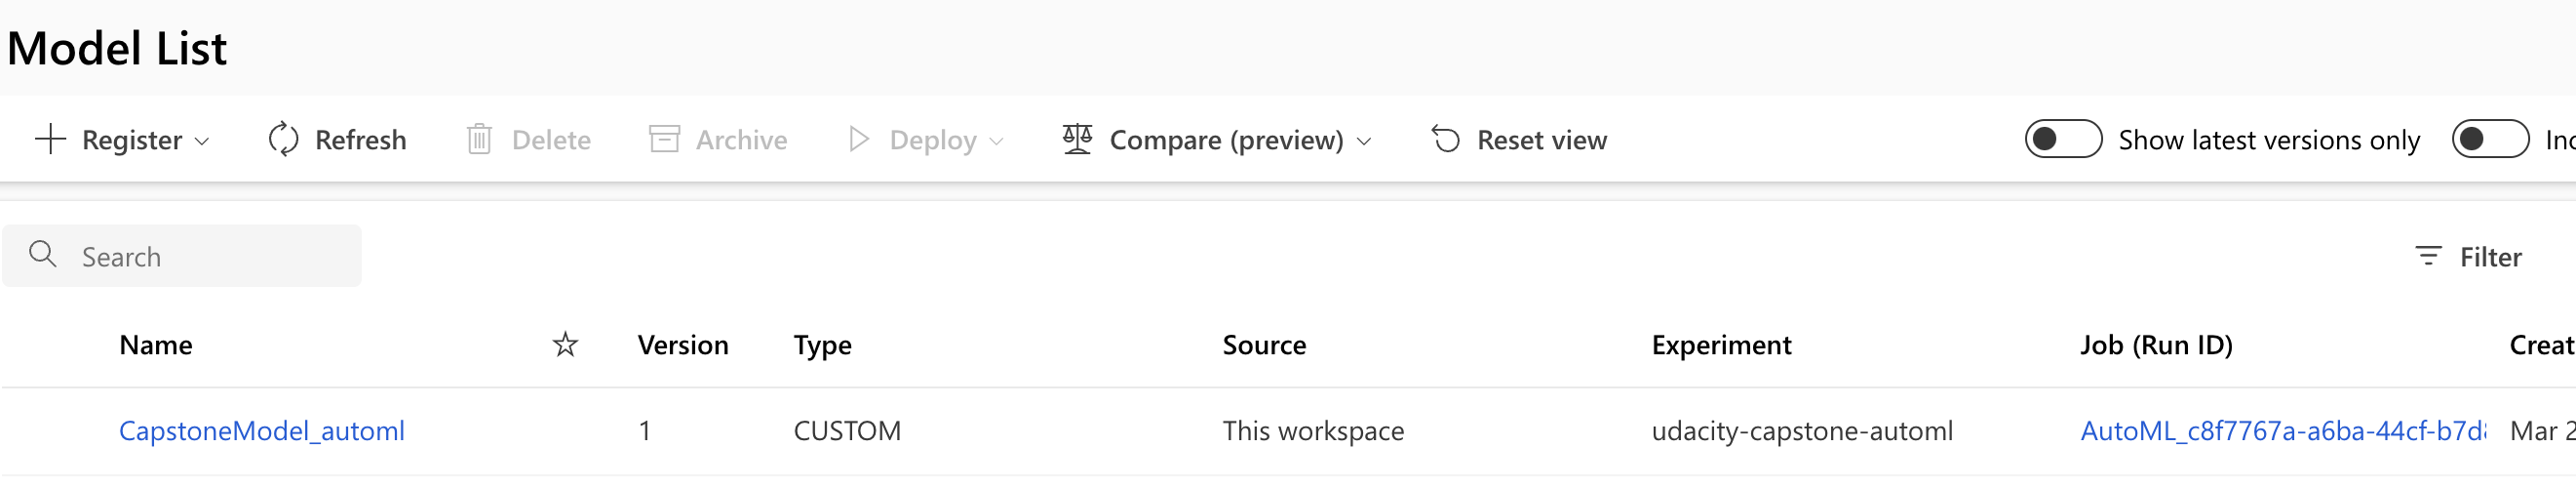 Model List
Register Refresh Delete Archive Deploy Compare (preview) Reset view Show latest versions only
Search Filter
Name Version Type Source Experiment Job (Run ID)
CapstoneModel_automl 1 CUSTOM This workspace udacity-capstone-automl AutoML_c8f7767a-a6ba-44cf-b7d Mar 2